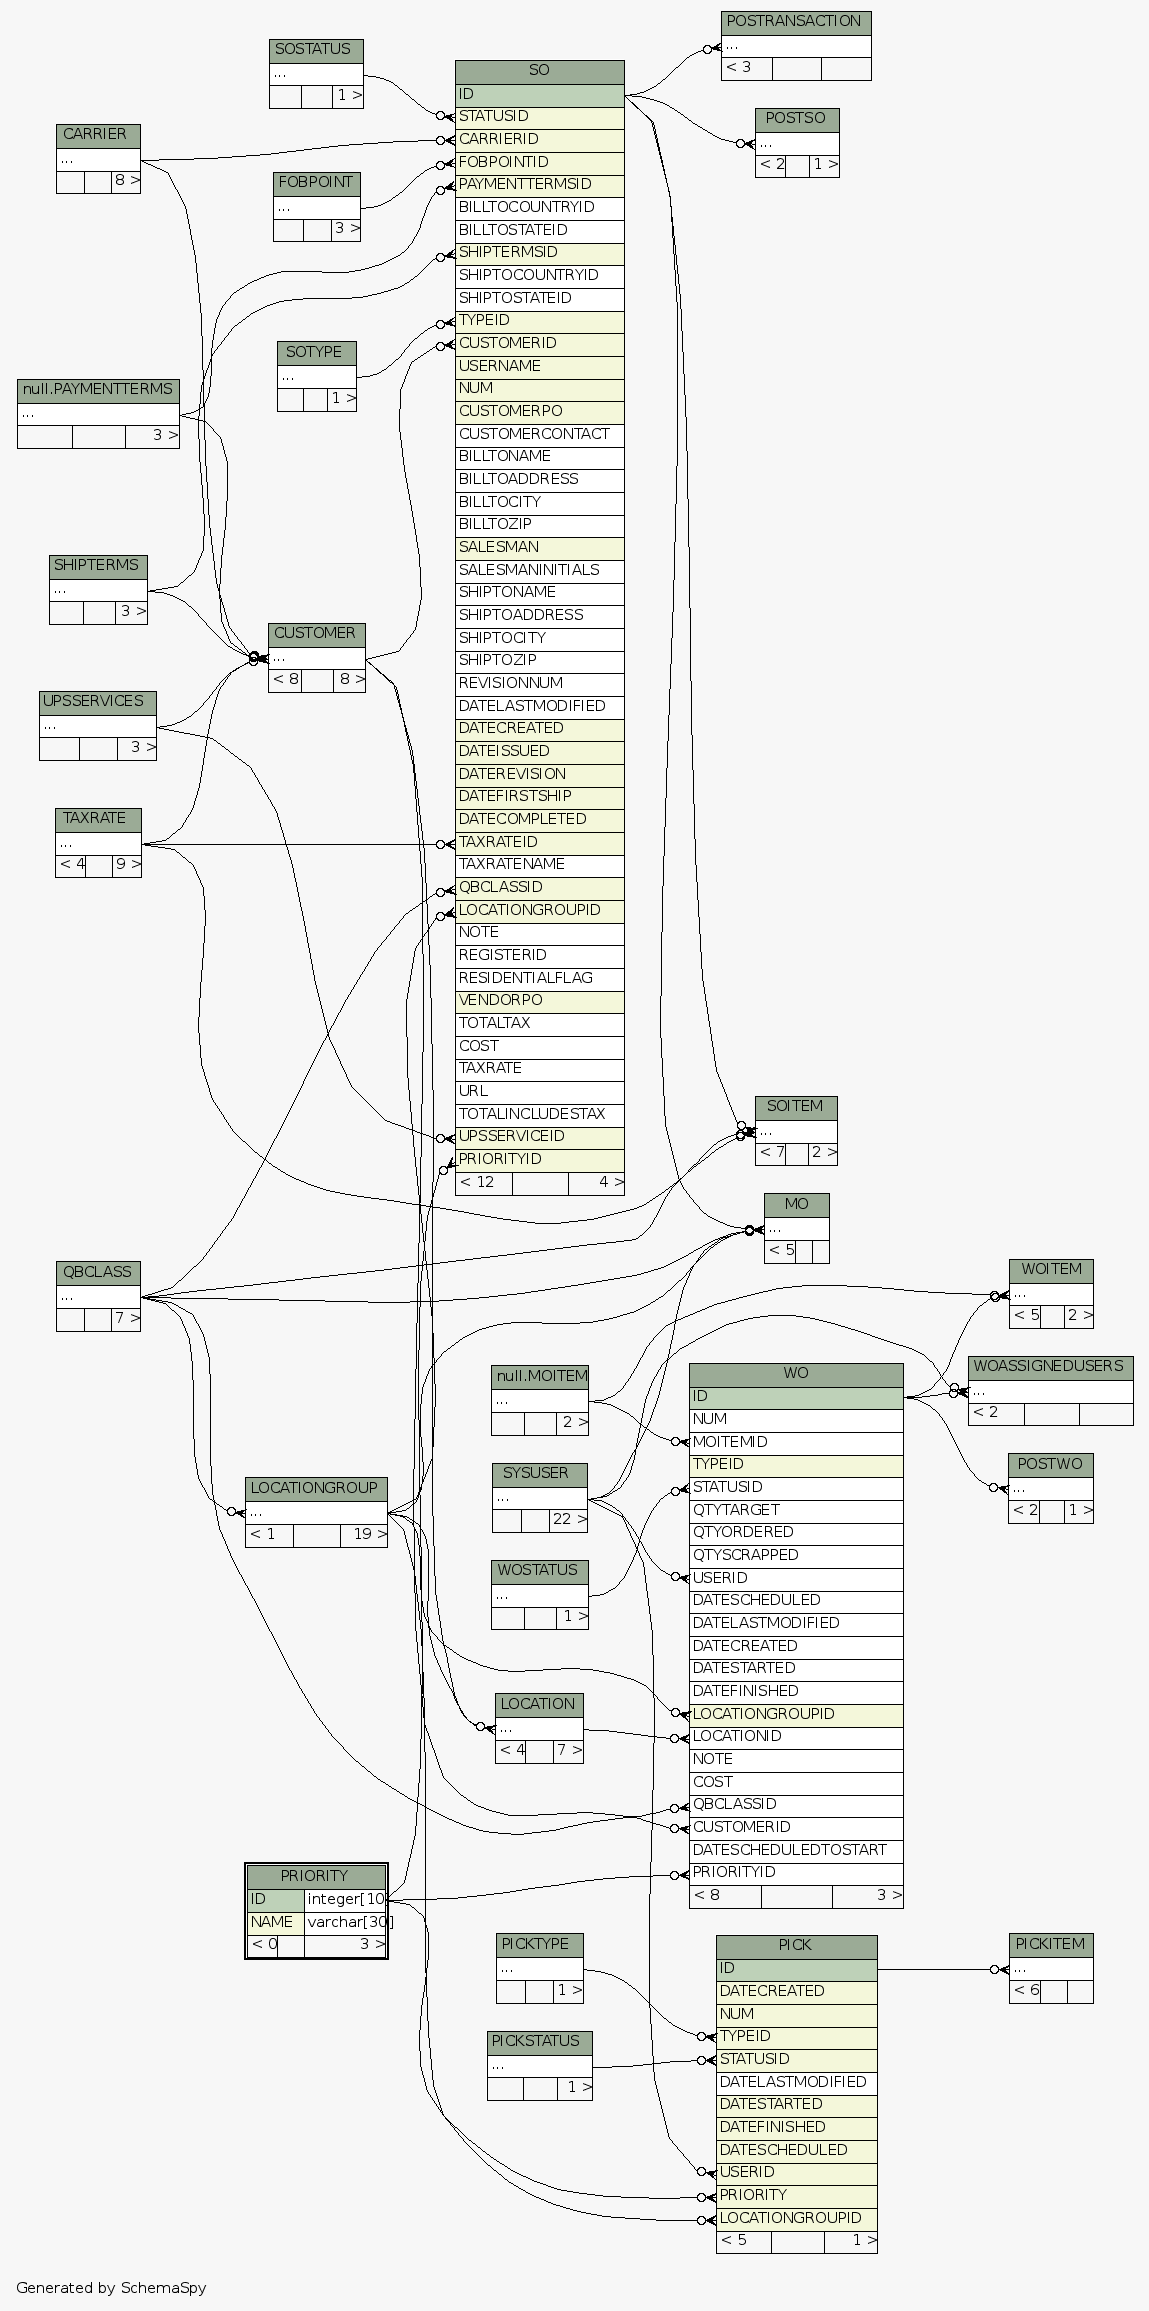 POSTRANSACTION
...
< 3
SOSTATUS
...
1 >
SO
ID
STATUSID
CARRIERID
FOBPOINTID
PAYMENTTERMSID
BILLTOCOUNTRYID
BILLTOSTATEID
SHIPTERMSID
SHIPTOCOUNTRYID
SHIPTOSTATEID
TYPEID
CUSTOMERID
USERNAME
NUM
CUSTOMERPO
CUSTOMERCONTACT
BILLTONAME
BILLTOADDRESS
BILLTOCITY
BILLTOZIP
SALESMAN
SALESMANINITIALS
SHIPTONAME
SHIPTOADDRESS
SHIPTOCITY
SHIPTOZIP
REVISIONNUM
DATELASTMODIFIED
DATECREATED
DATEISSUED
DATEREVISION
DATEFIRSTSHIP
DATECOMPLETED
TAXRATEID
TAXRATENAME
QBCLASSID
LOCATIONGROUPID
NOTE
REGISTERID
RESIDENTIALFLAG
VENDORPO
TOTALTAX
COST
TAXRATE
URL
TOTALINCLUDESTAX
UPSSERVICEID
PRIORITYID
< 12 4 >
POSTSO
...
< 2 1 >
CARRIER
...
8 >
FOBPOINT
...
3 >
SOTYPE
...
1 >
null.PAYMENTTERMS
...
3 >
SHIPTERMS
...
3 >
CUSTOMER
...
< 8 8 >
UPSSERVICES
...
3 >
TAXRATE
...
< 4 9 >
SOITEM
...
< 7 2 >
MO
...
< 5
QBCLASS
...
7 >
WOITEM
...
< 5 2 >
WOASSIGNEDUSERS
...
< 2
null.MOITEM
...
2 >
WO
ID
NUM
MOITEMID
TYPEID
STATUSID
QTYTARGET
QTYORDERED
QTYSCRAPPED
USERID
DATESCHEDULED
DATELASTMODIFIED
DATECREATED
DATESTARTED
DATEFINISHED
LOCATIONGROUPID
LOCATIONID
NOTE
COST
QBCLASSID
CUSTOMERID
DATESCHEDULEDTOSTART
PRIORITYID
< 8 3 >
POSTWO
...
< 2 1 >
SYSUSER
...
22 >
LOCATIONGROUP
...
< 1 19 >
WOSTATUS
...
1 >
LOCATION
...
< 4 7 >
PRIORITY
ID integer[10]
NAME varchar[30]
< 0 3 >
PICKTYPE
...
1 >
PICK
ID
DATECREATED
NUM
TYPEID
STATUSID
DATELASTMODIFIED
DATESTARTED
DATEFINISHED
DATESCHEDULED
USERID
PRIORITY
LOCATIONGROUPID
< 5 1 >
PICKITEM
...
< 6
PICKSTATUS
...
1 >
Generated by SchemaSpy